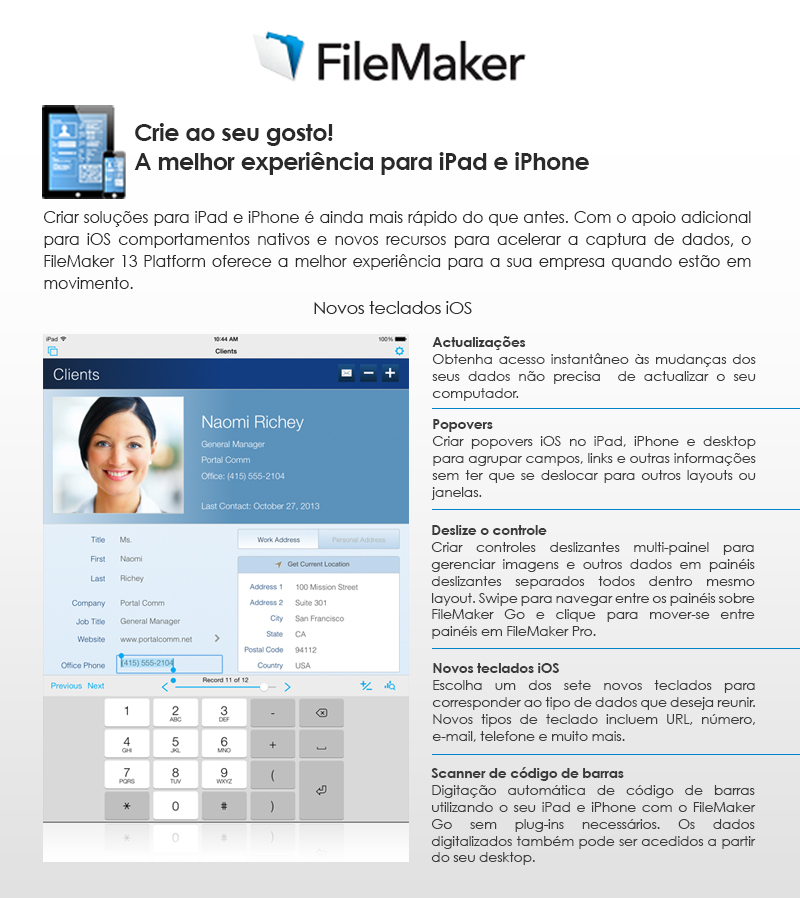 FileMaker
Crie ao seu gosto!
A melhor experiência para iPad e iPhone
Criar soluções para iPad e iPhone é ainda mais rápido do que antes. Com o apoio adicional
para iOS comportamentos nativos e novos recursos para acelerar a captura de dados, o
FileMaker 13 Platform oferece a melhor experiência para a sua empresa quando estão em
movimento.
Novos teclados iOS
iPad 10:44 AM 100%
Clients
Clients
Naomi Richey
General Manager
Portal Comm
Office: (415) 555-2104
Last Contact: October 27, 2013
Title Ms.
First Naomi
Last Richey
Company Portal Comm
Job Title General Manager
Website www.portalcomm.net
Office Phone (415) 555-2104
Work Address Personal Address
Get Current Location
Address 1 100 Mission Street
Address 2 Suite 301
City San Francisco
State CA
Postal Code 94112
Country USA
Previous Next Record 11 of 12
1 2 ABC 3 DEF -
4 GHI 5 JKL 6 MNO +
7 PQRS 8 TUV 9 WXYZ (
* 0 # )
Actualizações
Obtenha acesso instantâneo às mudanças dos
seus dados não precisa de actualizar o seu
computador.
Popovers
Criar popovers iOS no iPad, iPhone e desktop
para agrupar campos, links e outras informações
sem ter que se deslocar para outros layouts ou
janelas.
Deslize o controle
Criar controles deslizantes multi-painel para
gerenciar imagens e outros dados em painéis
deslizantes separados todos dentro mesmo
layout. Swipe para navegar entre os painéis sobre
FileMaker Go e clique para mover-se entre
painéis em FileMaker Pro.
Novos teclados iOS
Escolha um dos sete novos teclados para
corresponder ao tipo de dados que deseja reunir.
Novos tipos de teclado incluem URL, número,
e-mail, telefone e muito mais.
Scanner de código de barras
Digitação automática de código de barras
utilizando o seu iPad e iPhone com o FileMaker
Go sem plug-ins necessários. Os dados
digitalizados também pode ser acedidos a partir
do seu desktop.